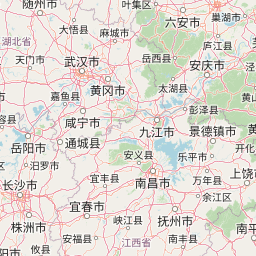 随州市
叶集区
巢湖市
大悟县
六安市
麻城市
庐江县
湖北省
岳西县
天门市
武汉市
安庆市
太湖县
嘉鱼县
黄冈市
黄山
彭泽县
咸宁市
九江市
景德镇市
岳阳市
通城县
安义县
乐平市
上饶
汨罗市
宜丰县
万年县
长沙市
南昌市
余江区
宜春市
抚州市
株洲市
峡江县
南平
安福县
南丰县
攸县
江西省